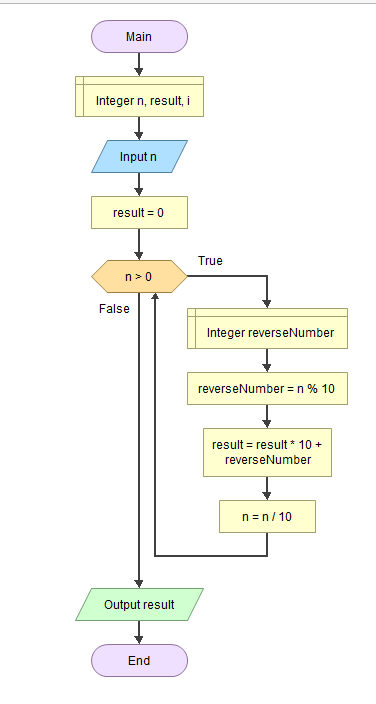 Main
Integer n, result, i
Input n
result = 0
n > 0
True
False
Integer reverseNumber
reverseNumber = n % 10
result = result * 10 +
reverseNumber
n = n / 10
Output result
End